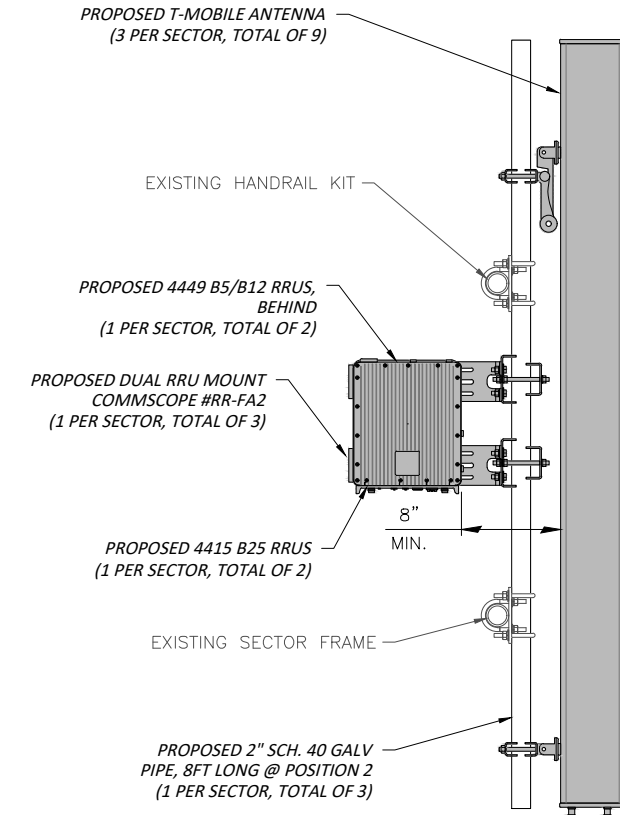 PROPOSED T-MOBILE ANTENNA
(3 PER SECTOR, TOTAL OF 9)
EXISTING HANDRAIL KIT
PROPOSED 4449 B5/B12 RRUS,
BEHIND
(1 PER SECTOR, TOTAL OF 2)
PROPOSED DUAL RRU MOUNT
COMMSCOPE #RR-FA2
(1 PER SECTOR, TOTAL OF 3)
8"
MIN.
PROPOSED 4415 B25 RRUS
(1 PER SECTOR, TOTAL OF 2)
EXISTING SECTOR FRAME
PROPOSED 2" SCH. 40 GALV
PIPE, 8FT LONG @ POSITION 2
(1 PER SECTOR, TOTAL OF 3)